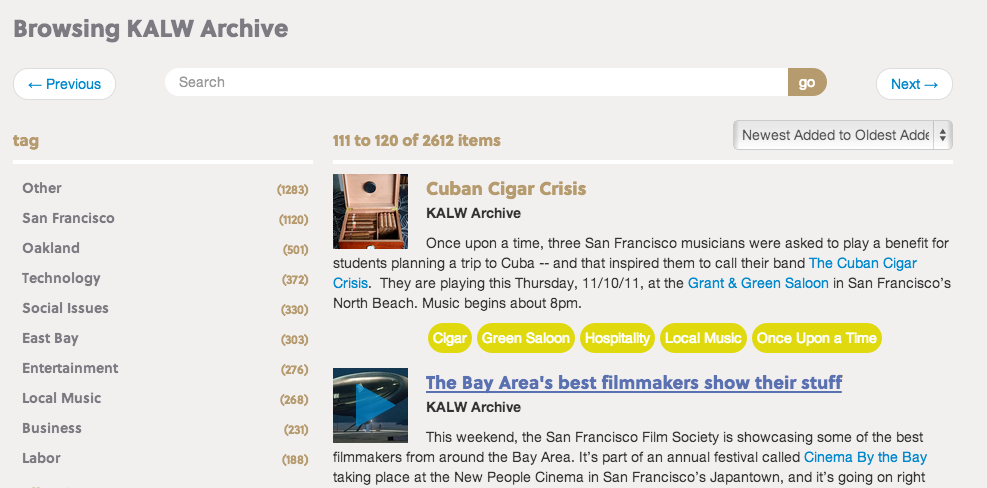 Browsing KALW Archive
← Previous
Search
go
Next →
tag
Other (1283)
San Francisco (1120)
Oakland (501)
Technology (372)
Social Issues (330)
East Bay (303)
Entertainment (276)
Local Music (268)
Business (231)
Labor (188)
111 to 120 of 2612 items
Newest Added to Oldest Adde
Cuban Cigar Crisis
KALW Archive
Once upon a time, three San Francisco musicians were asked to play a benefit for
students planning a trip to Cuba -- and that inspired them to call their band The Cuban Cigar
Crisis. They are playing this Thursday, 11/10/11, at the Grant & Green Saloon in San Francisco's
North Beach. Music begins about 8pm.
Cigar Green Saloon Hospitality Local Music Once Upon a Time
The Bay Area's best filmmakers show their stuff
KALW Archive
This weekend, the San Francisco Film Society is showcasing some of the best
filmmakers from around the Bay Area. It's part of an annual festival called Cinema By the Bay
taking place at the New People Cinema in San Francisco's Japantown, and it's going on right